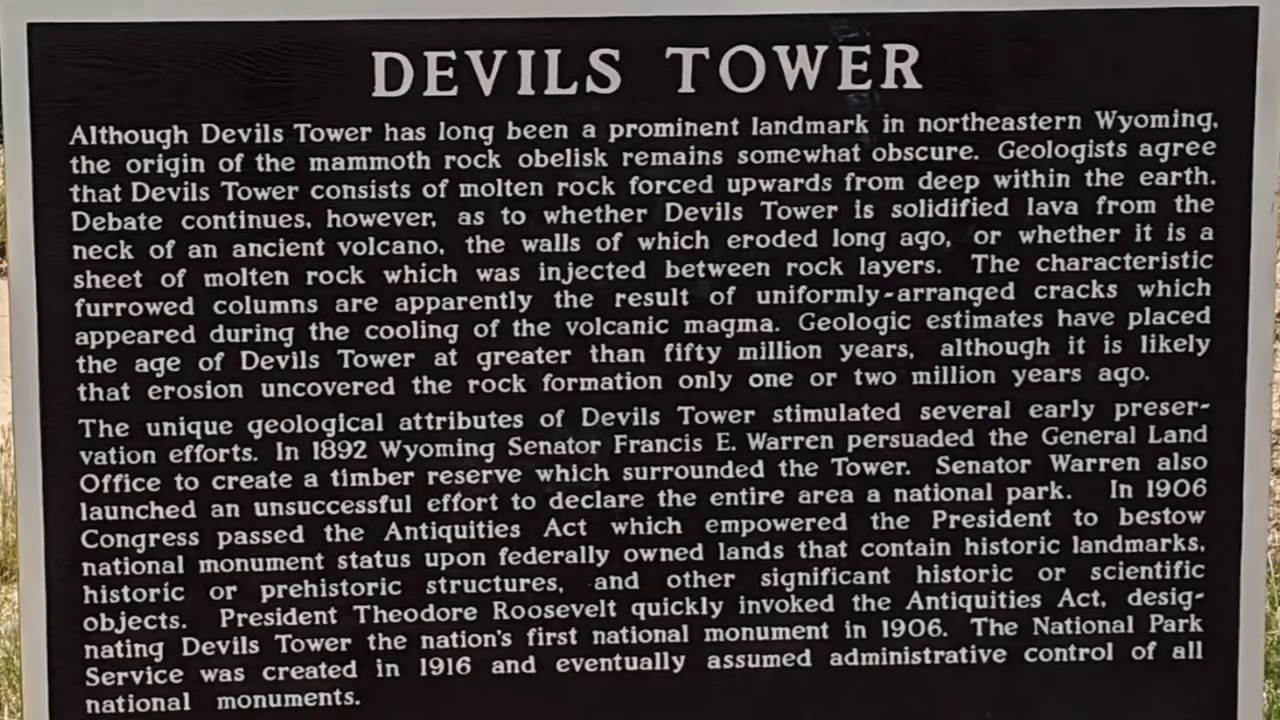 DEVILS TOWER
Although Devils Tower has long been a prominent landmark in northeastern Wyoming,
the origin of the mammoth rock obelisk remains somewhat obscure. Geologists agree
that Devils Tower consists of molten rock forced upwards from deep within the earth.
Debate continues, however, as to whether Devils Tower is solidified lava from the
neck of an ancient volcano, the walls of which eroded long ago, or whether it is a
sheet of molten rock which was injected between rock layers. The characteristic
furrowed columns are apparently the result of uniformly-arranged cracks which
appeared during the cooling of the volcanic magma. Geologic estimates have placed
the age of Devils Tower at greater than fifty million years, although it is likely
that erosion uncovered the rock formation only one or two million years ago.
The unique geological attributes of Devils Tower stimulated several early preser-
vation efforts. In 1892 Wyoming Senator Francis E. Warren persuaded the General Land
Office to create a timber reserve which surrounded the Tower. Senator Warren also
launched an unsuccessful effort to declare the entire area a national park. In 1906
Congress passed the Antiquities Act which empowered the President to bestow
national monument status upon federally owned lands that contain historic landmarks,
historic or prehistoric structures, and other significant historic or scientific
objects. President Theodore Roosevelt quickly invoked the Antiquities Act, desig-
nating Devils Tower the nation's first national monument in 1906. The National Park
Service was created in 1916 and eventually assumed administrative control of all
national monuments.